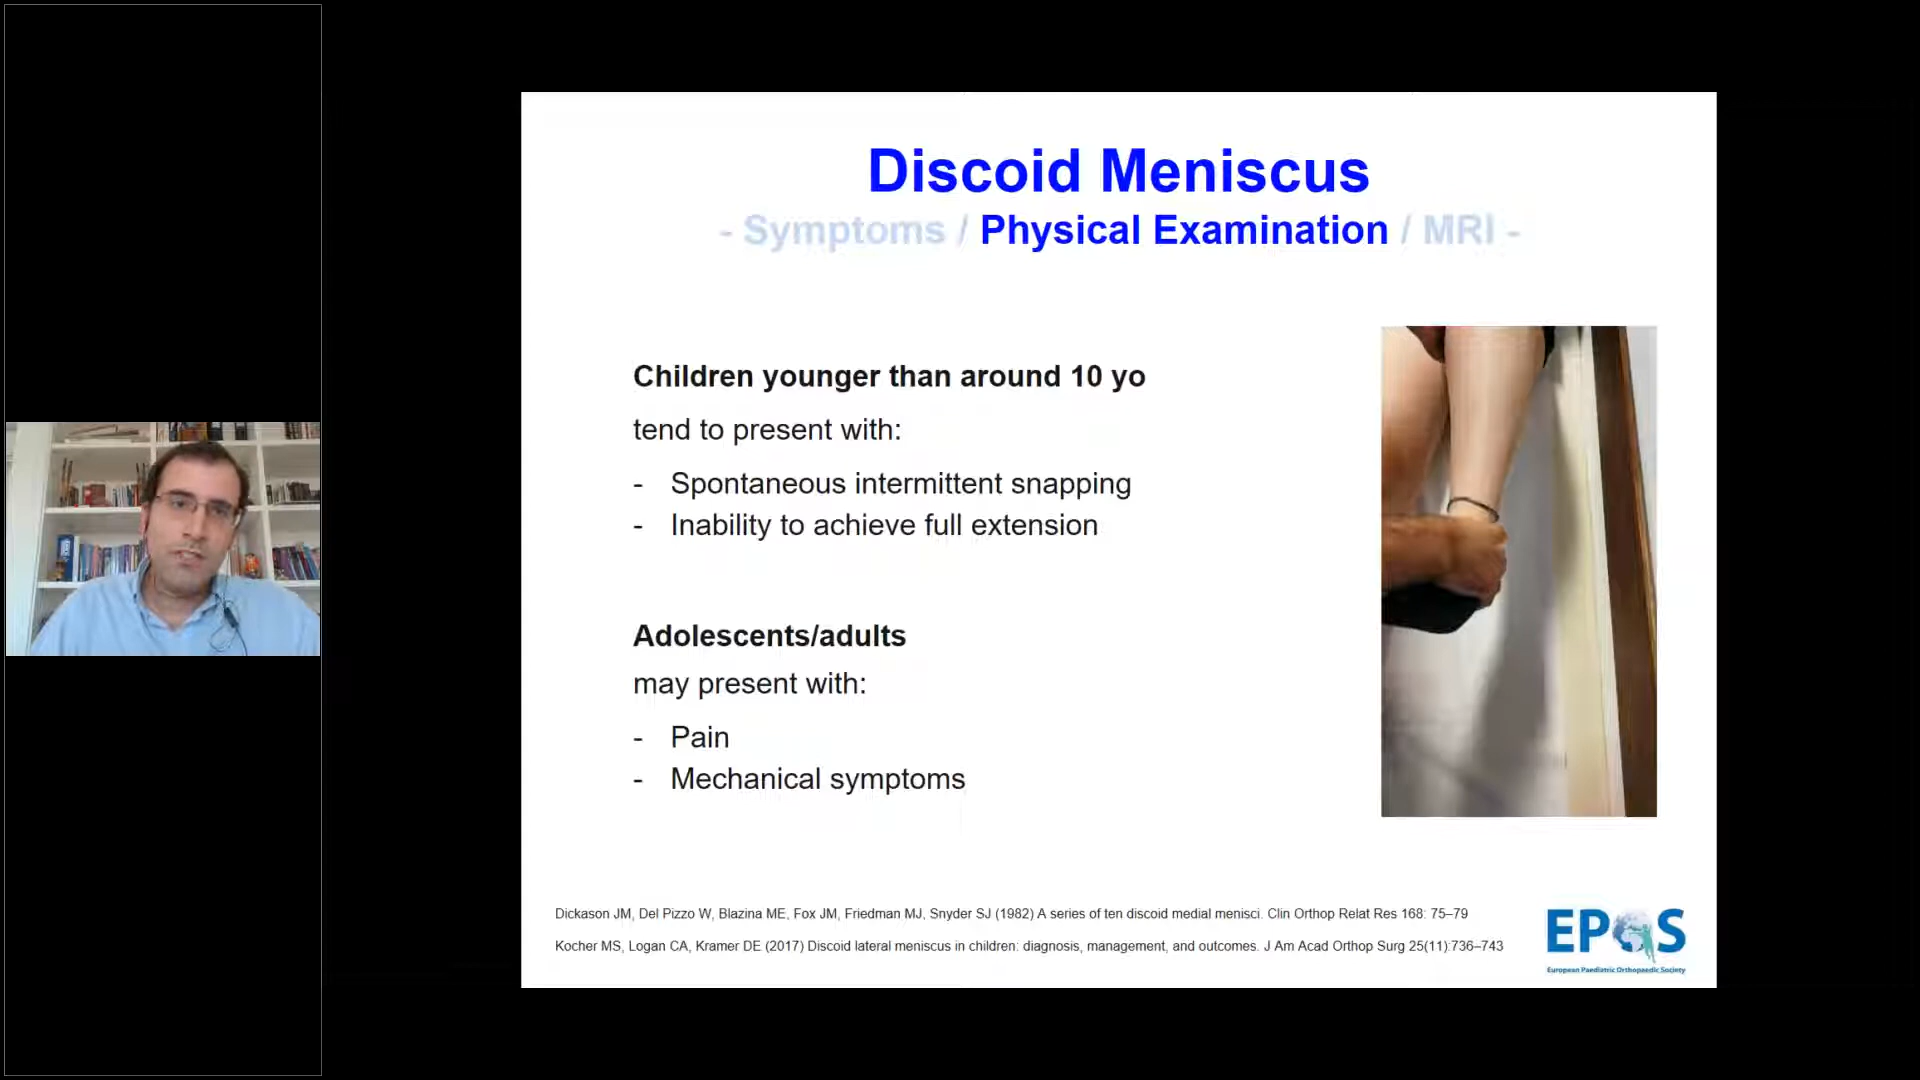 Discoid Meniscus
- Symptoms / Physical Examination / MRI -
Children younger than around 10 yo
tend to present with:
- Spontaneous intermittent snapping
- Inability to achieve full extension
Adolescents/adults
may present with:
- Pain
- Mechanical symptoms
Dickason JM, Del Pizzo W, Blazina ME, Fox JM, Friedman MJ, Snyder SJ (1982) A series of ten discoid medial menisci. Clin Orthop Relat Res 168: 75–79
Kocher MS, Logan CA, Kramer DE (2017) Discoid lateral meniscus in children: diagnosis, management, and outcomes. J Am Acad Orthop Surg 25(11):736–743
EPOS
European Paediatric Orthopaedic Society